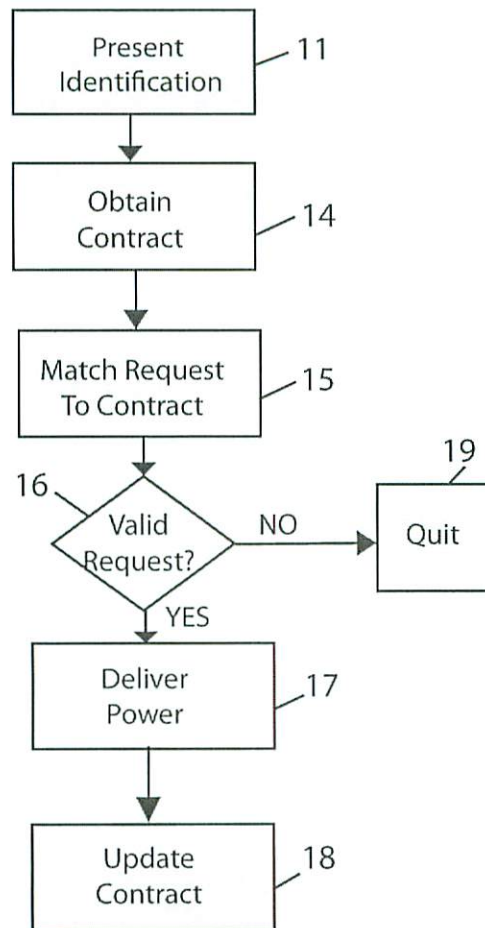 Present
Identification
11
Obtain
Contract
14
Match Request
To Contract
15
16
Valid
Request?
NO
19
Quit
YES
Deliver
Power
17
Update
Contract
18